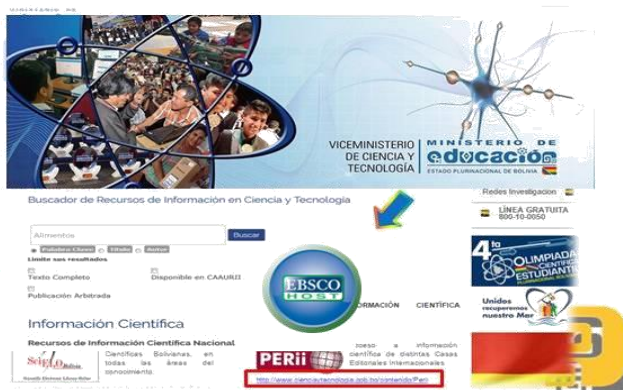 VICEMINISTERIO
DE CIENCIA Y
TECNOLOGÍA
MINISTERIO DE
educación
ESTADO PLURINACIONAL DE BOLIVIA
Buscador de Recursos de Información en Ciencia y Tecnología
Redes Investigación
LÍNEA GRATUITA
800-10-0050
Alimentos
Buscar
Palabra Clave Título Autor
Limite sus resultados
Texto Completo
Disponible en CAAURII
Publicación Arbitrada
EBSCO
HOST
ORMACIÓN CIENTÍFICA
4ta
OLIMPIADA
CIENTÍFICA
ESTUDIANTIL
Unidos
recuperemos
nuestro Mar
Información Científica
Recursos de Información Científica Nacional
SciELO
Científicas Bolivianas, en
todas las áreas del
conocimiento.
PERii
cceso a información
científica de distintas Casas
Editoriales Internacionales
http://www.cienciaytecnologia.gob.bo/contenido/Perii